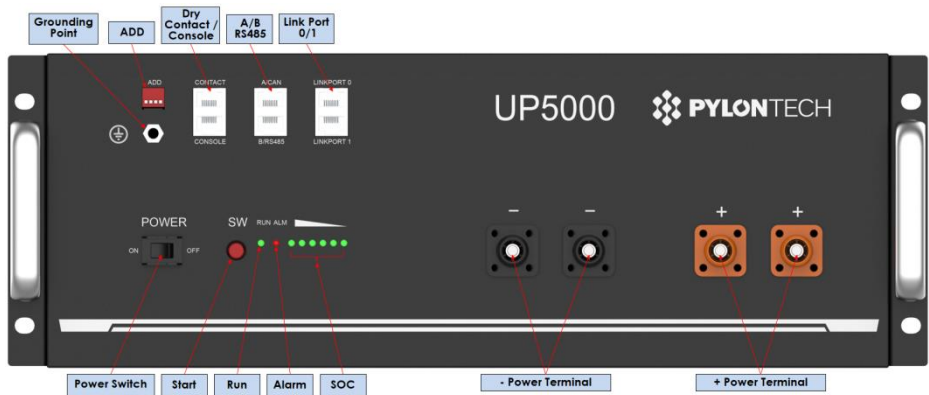 Grounding
Point
ADD
Dry
Contact /
Console
A/B
RS485
Link Port
0/1
ADD
CONTACT
A/CAN
LINKPORT 0
CONSOLE
B/RS485
LINKPORT 1
UP5000
PYLONTECH
POWER
SW
RUN ALM
ON
OFF
− −
+ +
Power Switch
Start
Run
Alarm
SOC
- Power Terminal
+ Power Terminal